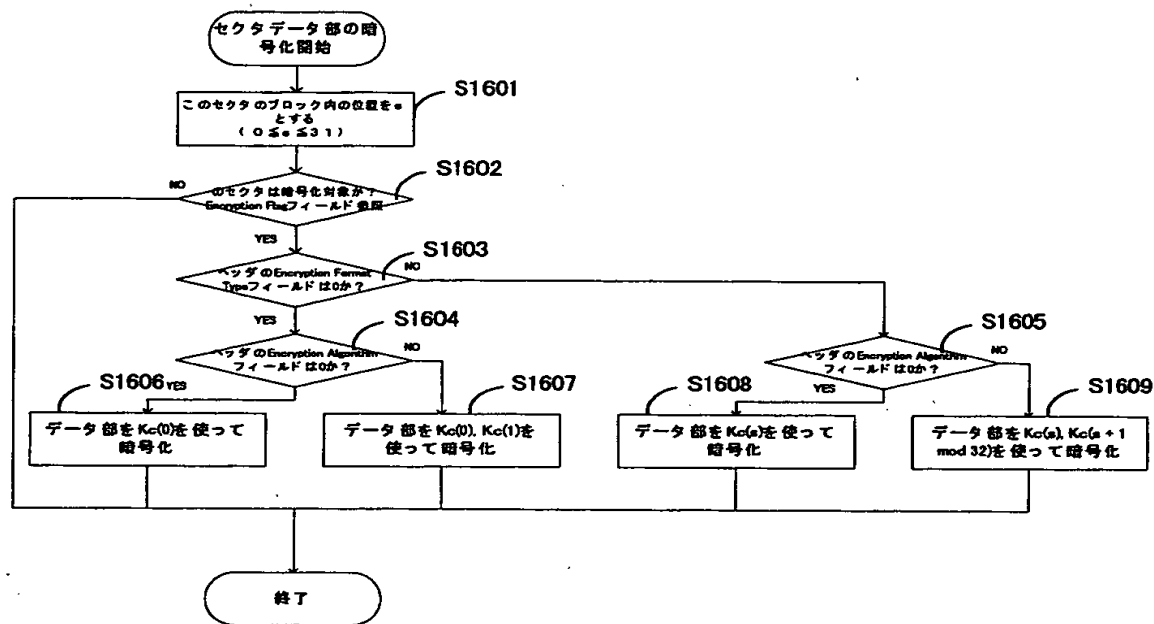 セクタデータ部の暗
号化開始
S1601
このセクタのブロック内の位置をs
とする
(0≦s≦31)
S1602
NO
のセクタは暗号化対象か?
Encryption Flagフィールド参照
YES
S1603
NO
ヘッダのEncryption Format
Typeフィールドは0か?
YES
S1604
NO
ヘッダのEncryption Algorithm
フィールドは0か?
S1605
NO
ヘッダのEncryption Algorithm
フィールドは0か?
YES
S1606
YES
データ部をKc(0)を使って
暗号化
S1607
データ部をKc(0), Kc(1)を
使って暗号化
S1608
データ部をKc(s)を使って
暗号化
S1609
データ部をKc(s), Kc(s+1
mod 32)を使って暗号化
終了